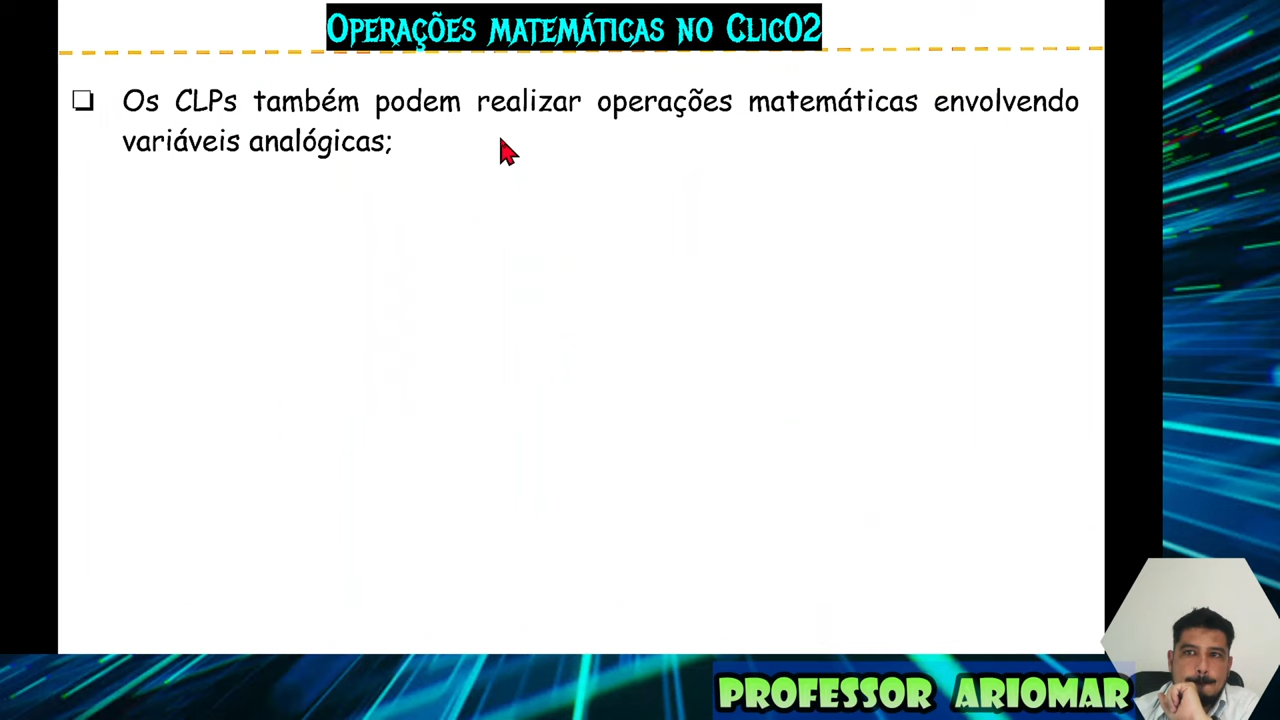 Operações matemáticas no Clic02
Os CLPs também podem realizar operações matemáticas envolvendo
variáveis analógicas;
PROFESSOR ARIOMAR